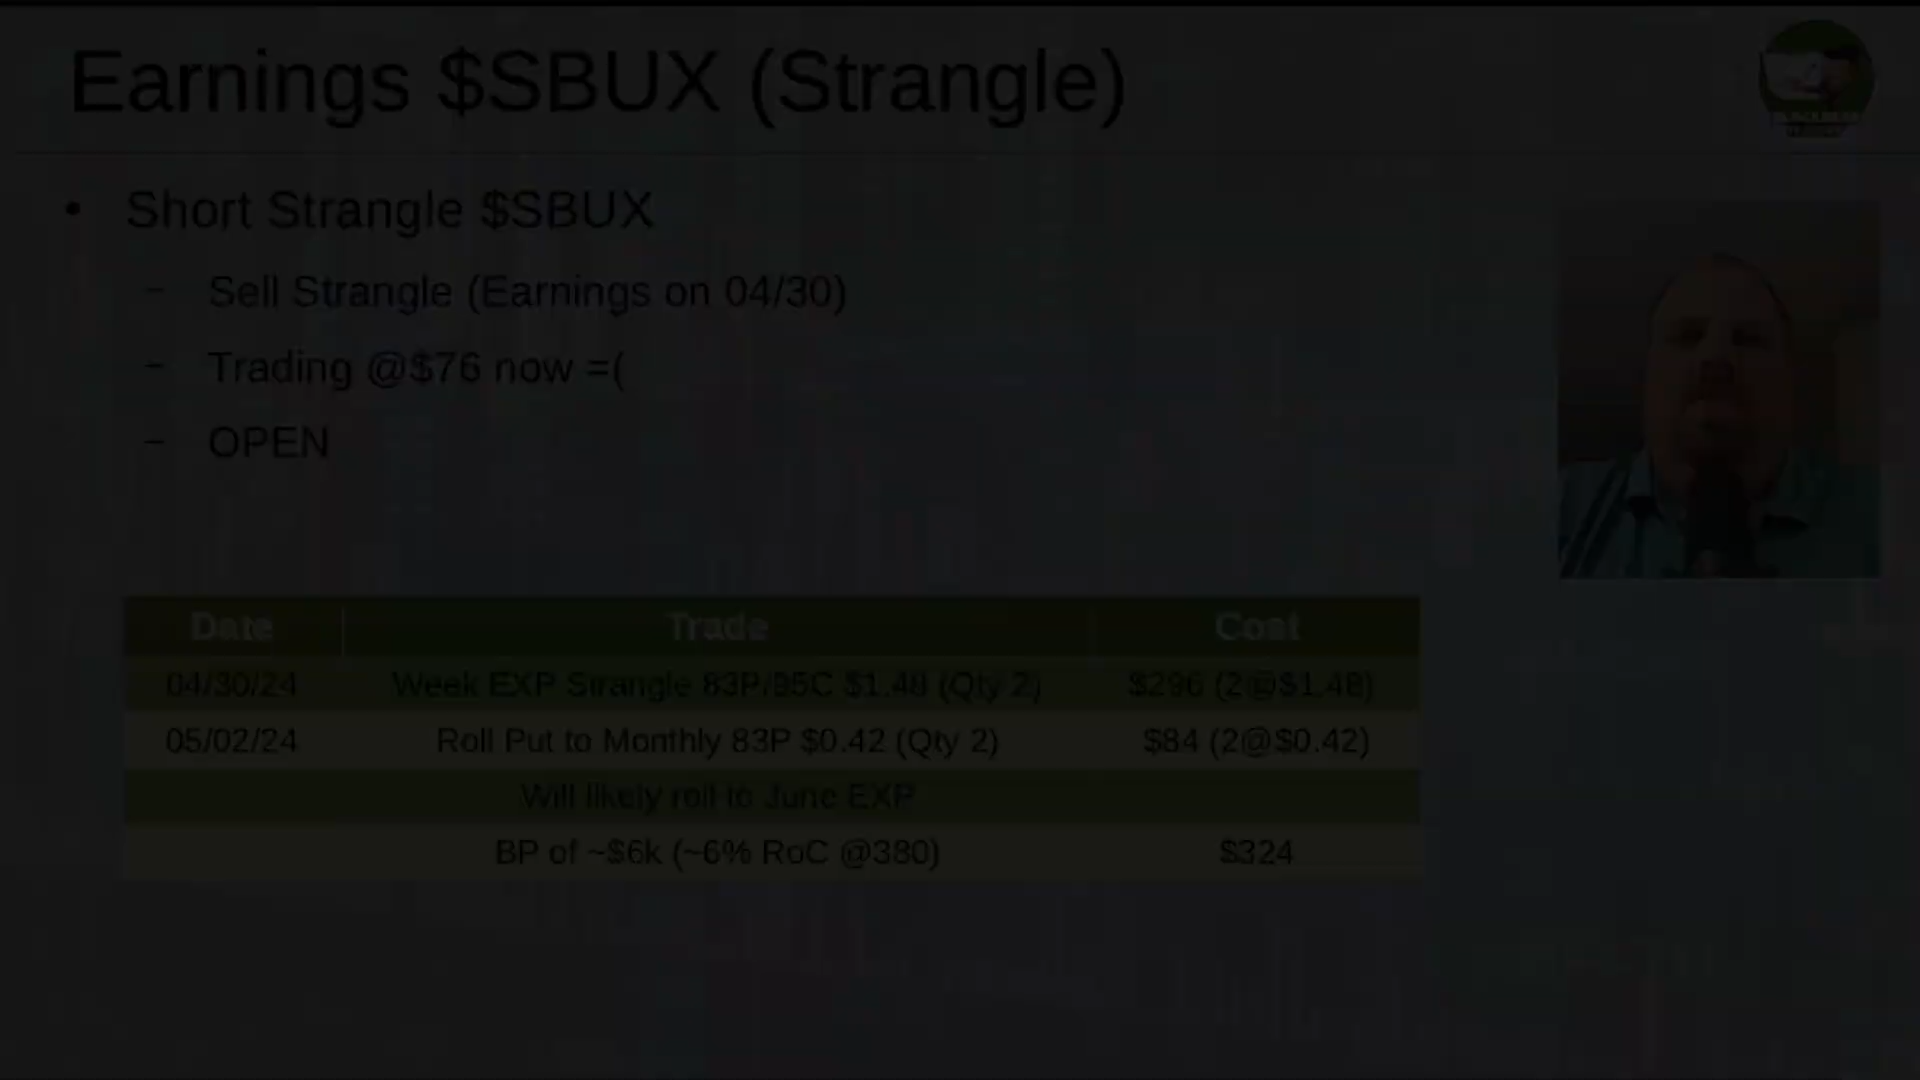 Earnings $SBUX (Strangle)
• Short Strangle $SBUX
– Sell Strangle (Earnings on 04/30)
– Trading @$76 now =(
– OPEN
Date Trade Cost
04/30/24 Week EXP Strangle 83P/95C $1.48 (Qty 2) $296 (2@$1.48)
05/02/24 Roll Put to Monthly 83P $0.42 (Qty 2) $84 (2@$0.42)
Will likely roll to June EXP
BP of ~$6k (~6% RoC @380) $324